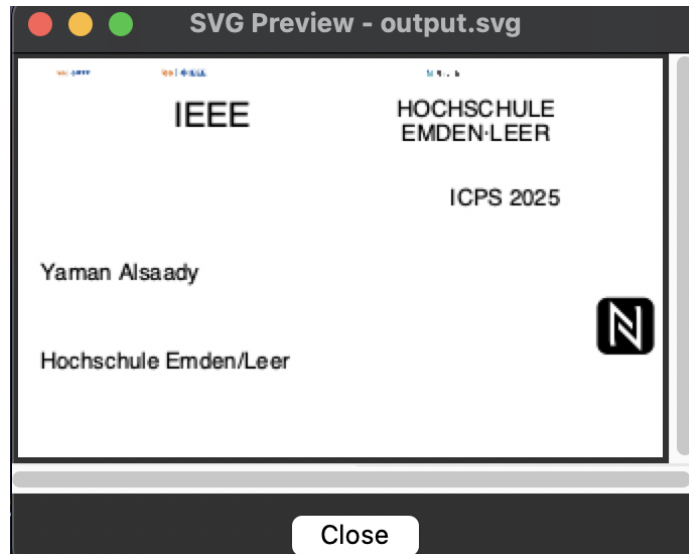 SVG Preview - output.svg
IEEE
HOCHSCHULE
EMDEN·LEER
ICPS 2025
Yaman Alsaady
Hochschule Emden/Leer
Close